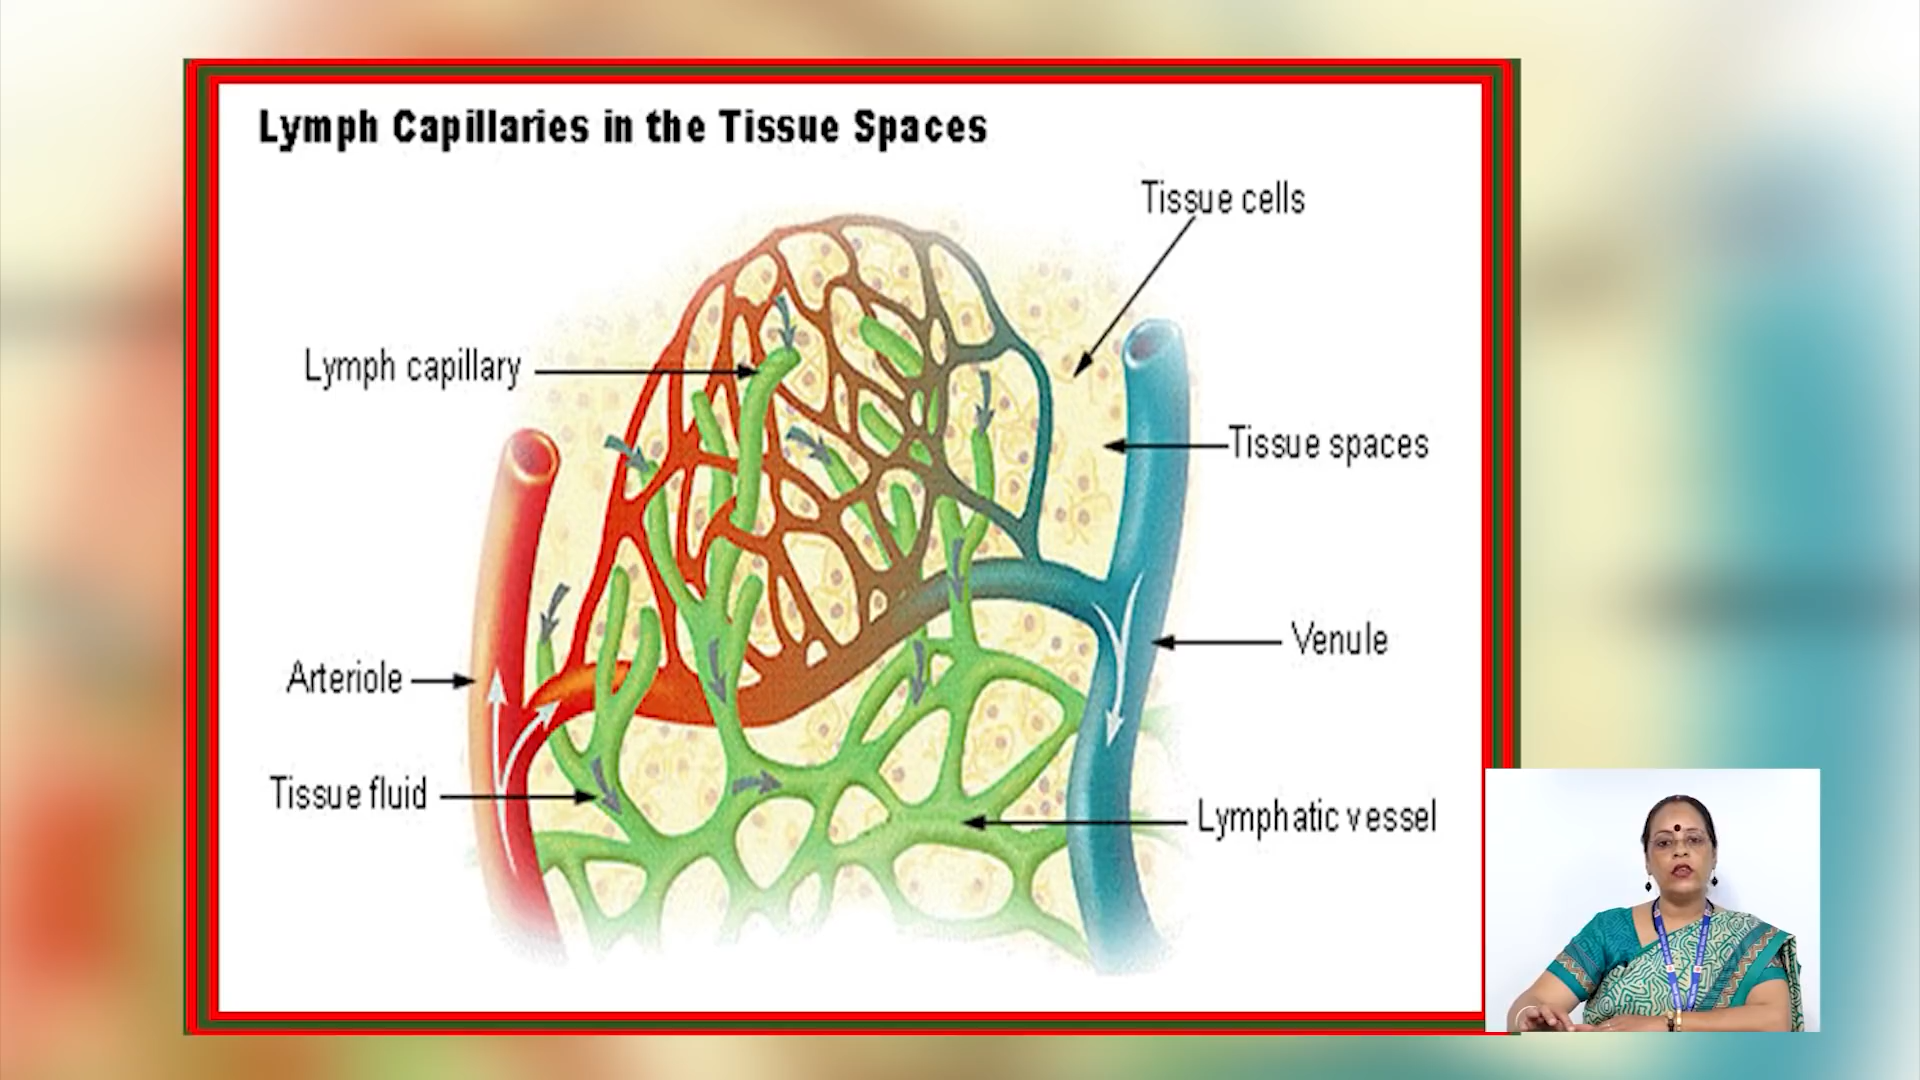 Lymph Capillaries in the Tissue Spaces
Tissue cells
Lymph capillary
Tissue spaces
Venule
Arteriole
Tissue fluid
Lymphatic vessel